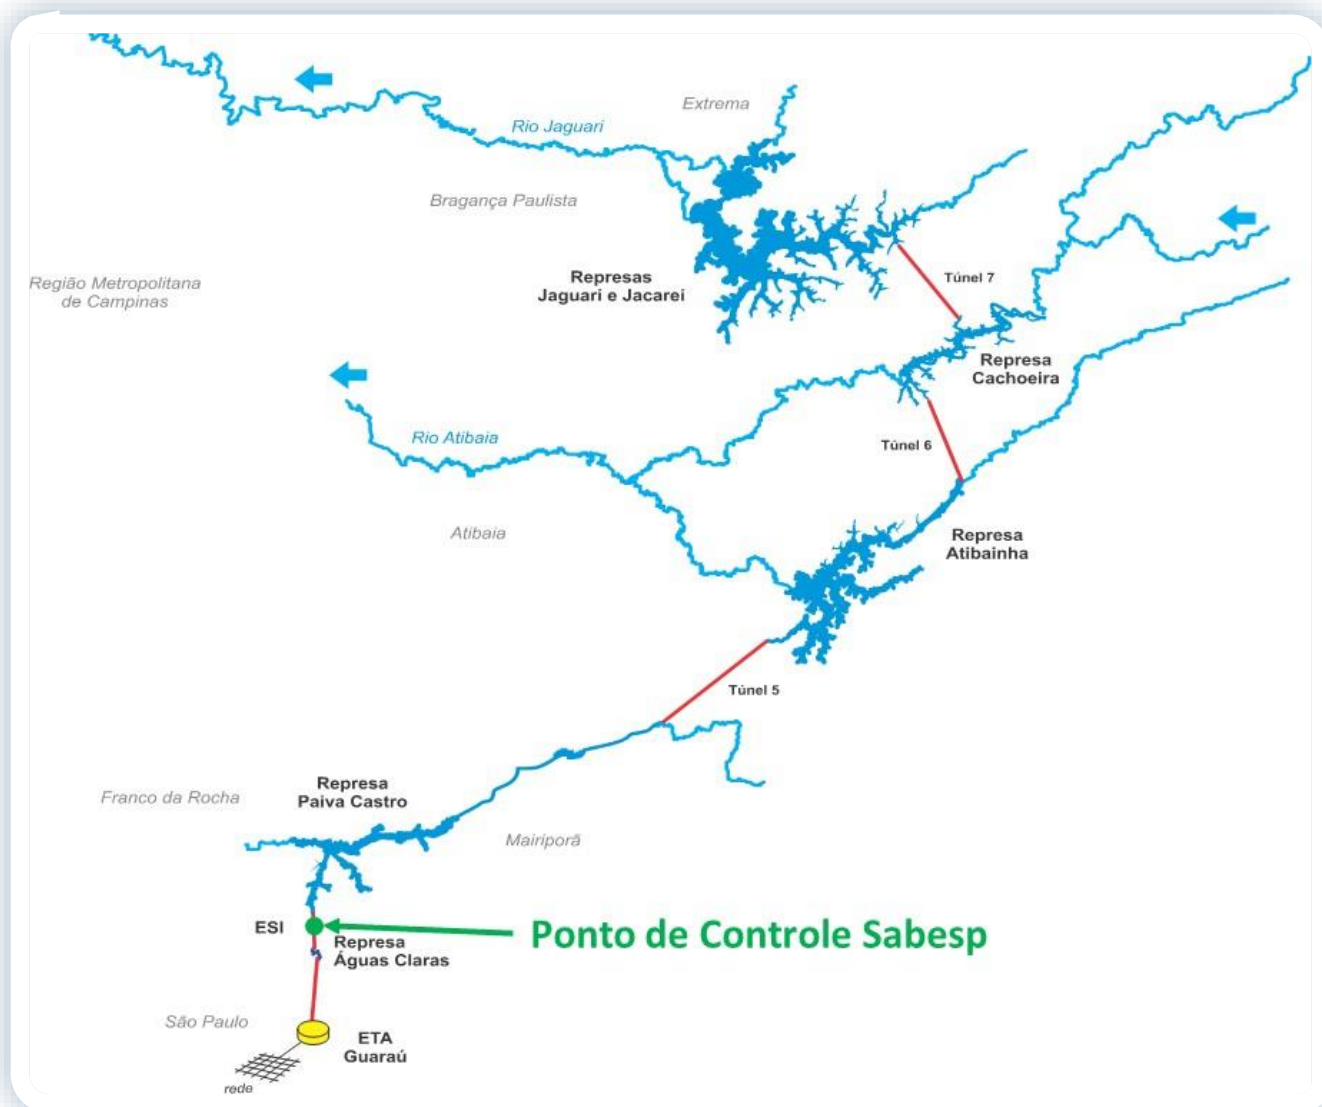 Extrema
Rio Jaguari
Bragança Paulista
Região Metropolitana
de Campinas
Represas
Jaguari e Jacareí
Túnel 7
Represa
Cachoeira
Rio Atibaia
Túnel 6
Atibaia
Represa
Atibainha
Túnel 5
Represa
Paiva Castro
Franco da Rocha
Mairiporã
ESI
Ponto de Controle Sabesp
Represa
Águas Claras
São Paulo
ETA
Guaraú
rede